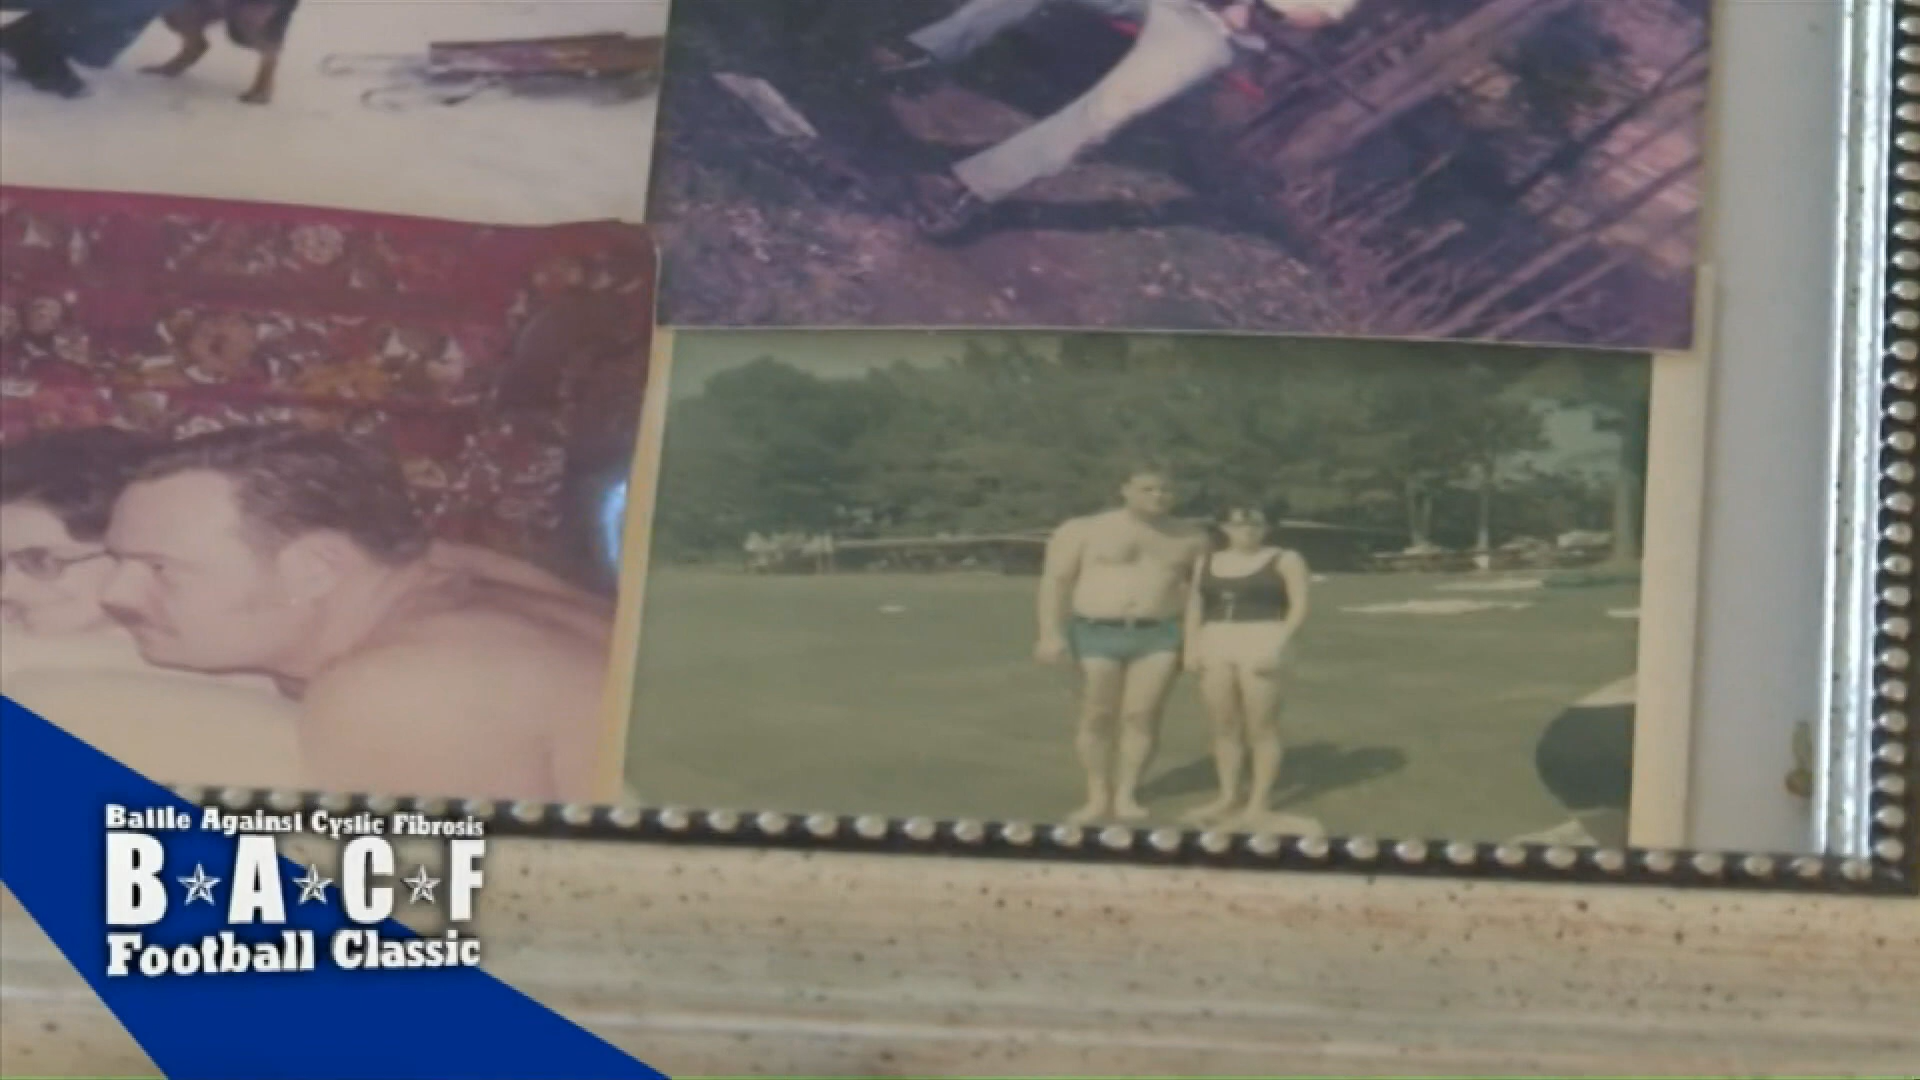 Battle Against Cystic Fibrosis
B★A★C★F
Football Classic